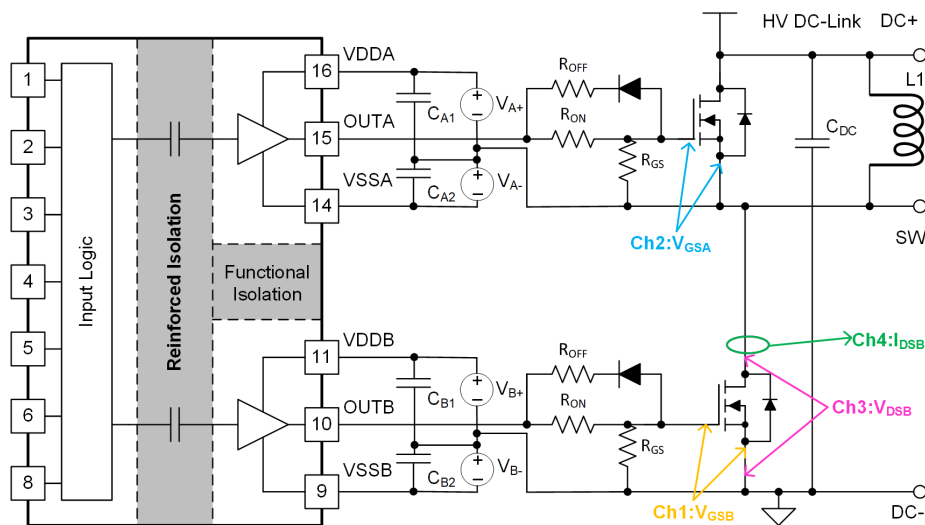 HV DC-Link DC+
1
2
3
4
5
6
8
Input Logic
Reinforced Isolation
Functional
Isolation
16
VDDA
15
OUTA
VSSA
14
CA1
CA2
VA+
VA-
ROFF
RON
RGS
Ch2:VGSA
CDC
L1
SW
11
VDDB
10
OUTB
VSSB
9
CB1
CB2
VB+
VB-
ROFF
RON
RGS
Ch4:IDSB
Ch3:VDSB
Ch1:VGSB
DC-